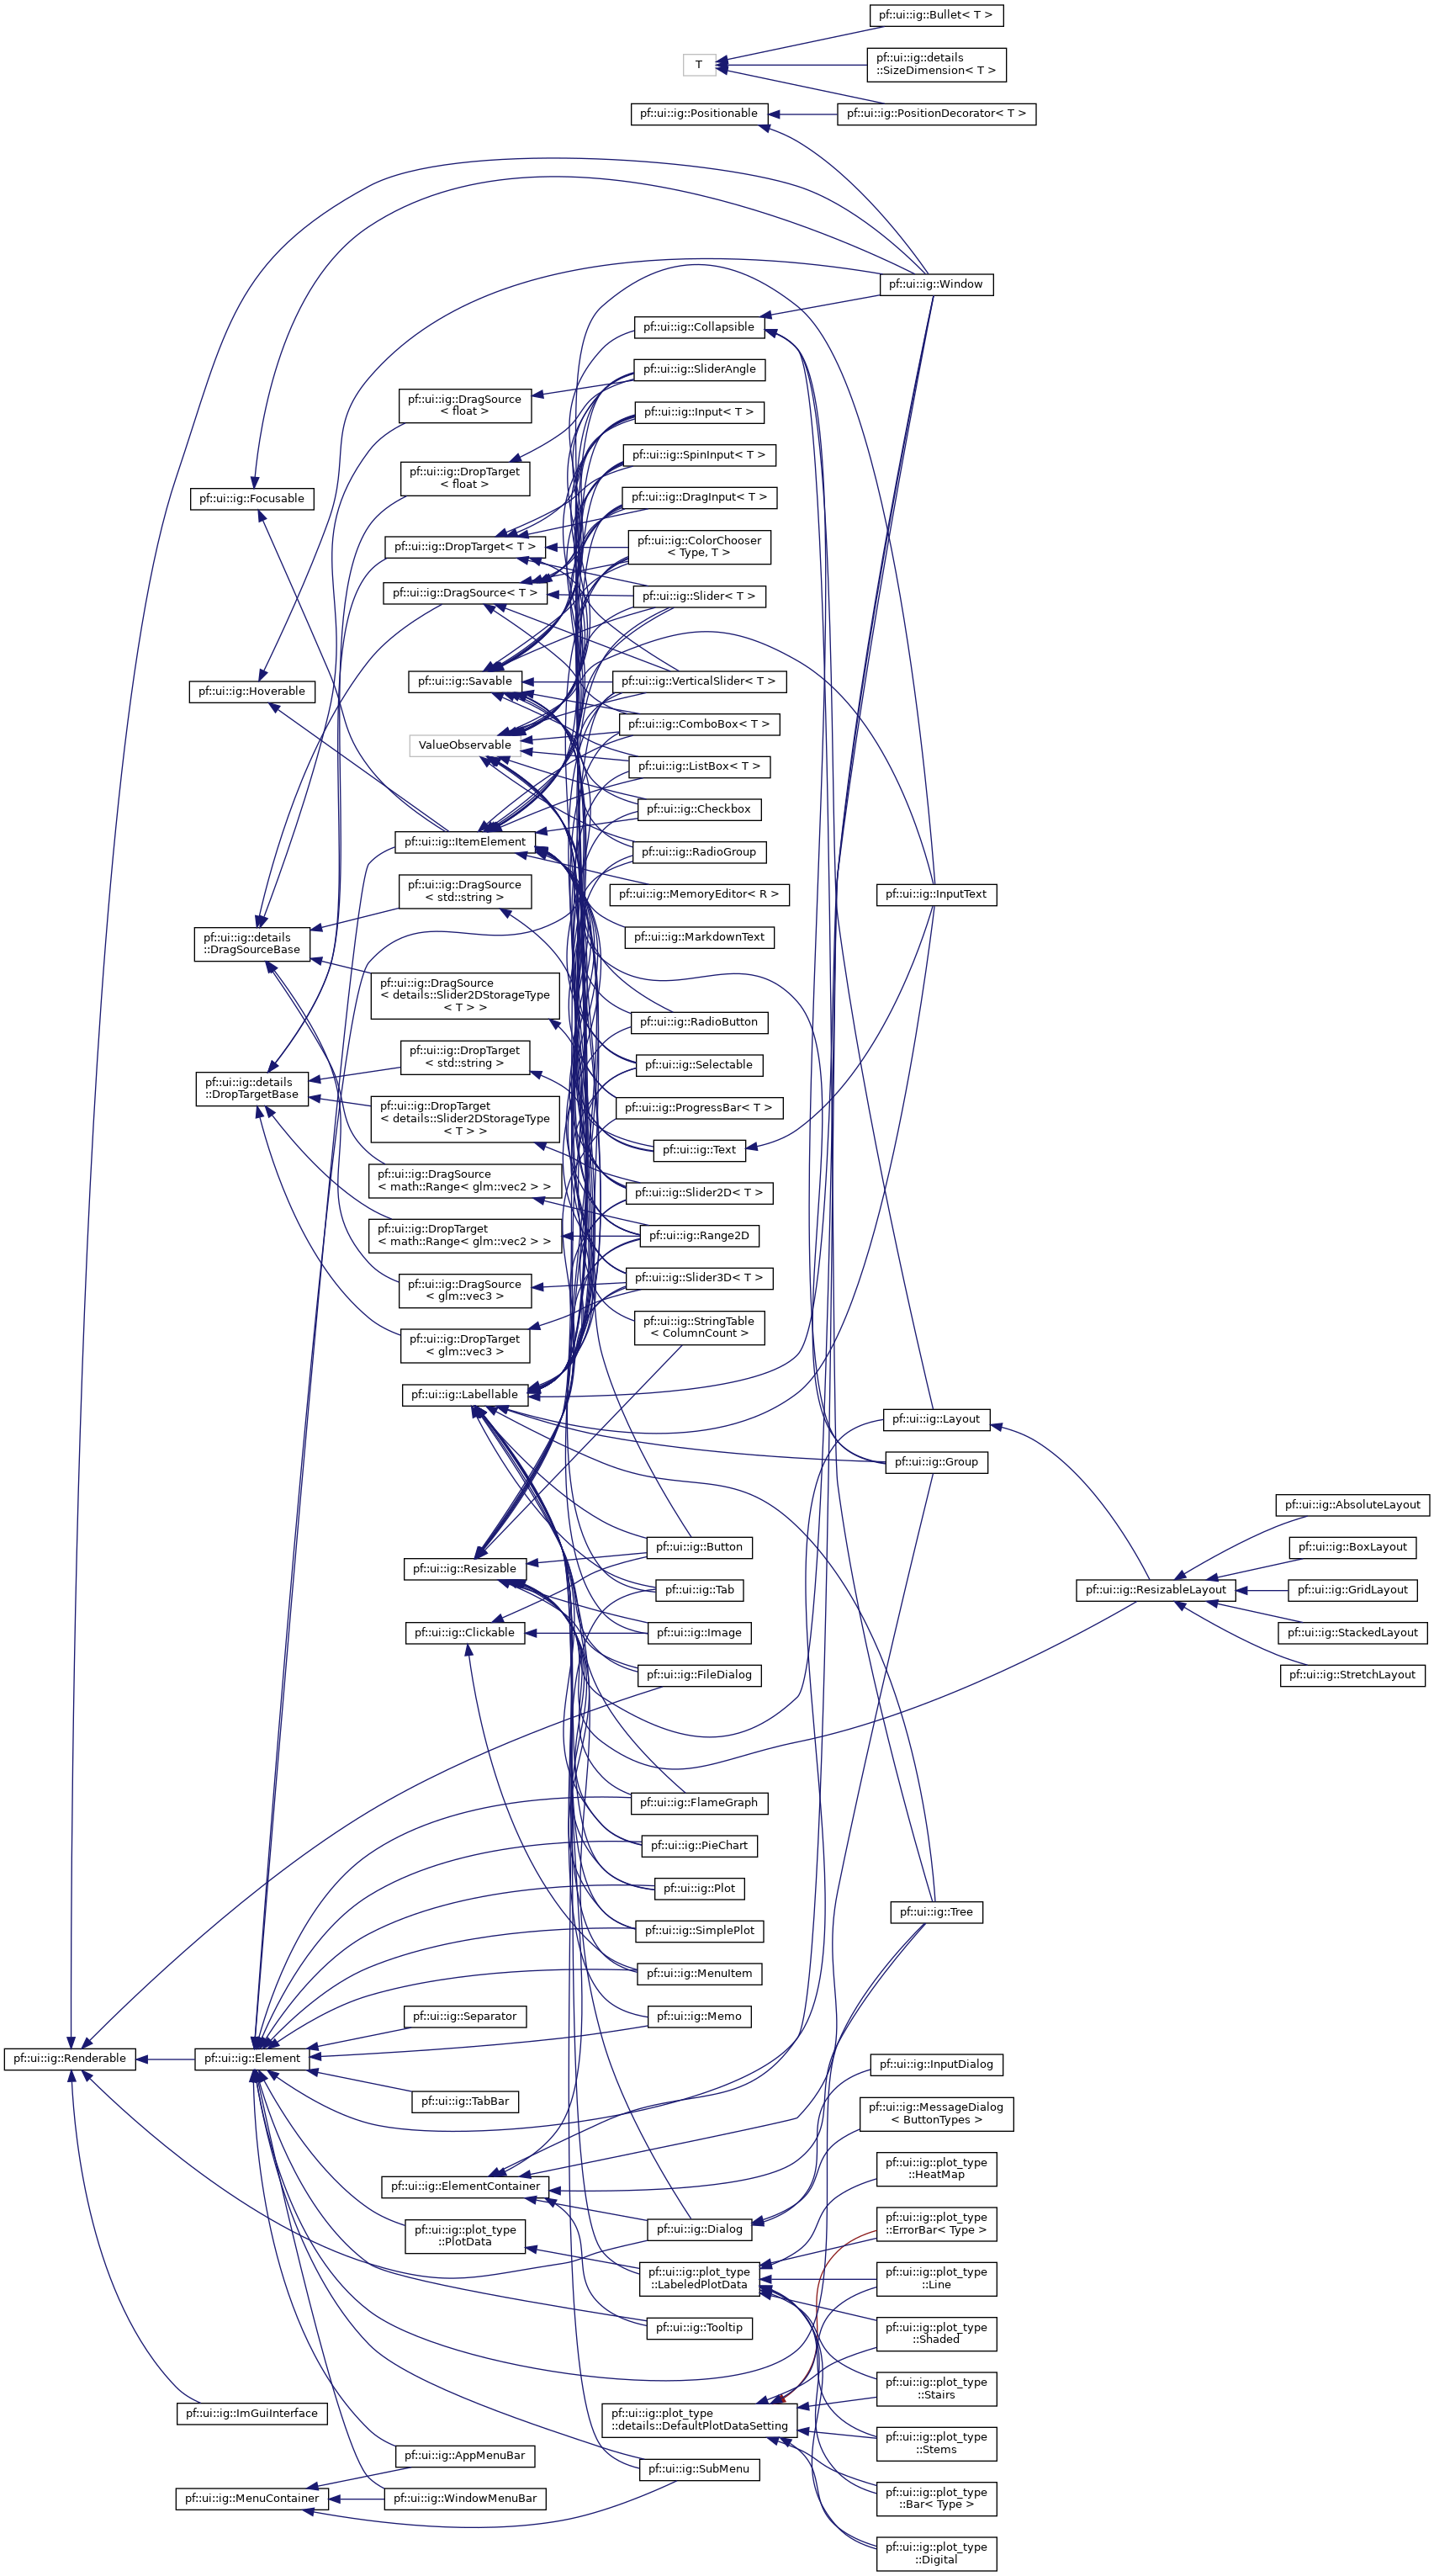 pf::ui::ig::Bullet< T >
T
pf::ui::ig::details
::SizeDimension< T >
pf::ui::ig::Positionable
pf::ui::ig::PositionDecorator< T >
pf::ui::ig::Window
pf::ui::ig::Collapsible
pf::ui::ig::SliderAngle
pf::ui::ig::DragSource
< float >
pf::ui::ig::Input< T >
pf::ui::ig::SpinInput< T >
pf::ui::ig::DropTarget
< float >
pf::ui::ig::Focusable
pf::ui::ig::DragInput< T >
pf::ui::ig::DropTarget< T >
pf::ui::ig::ColorChooser
< Type, T >
pf::ui::ig::DragSource< T >
pf::ui::ig::Slider< T >
pf::ui::ig::Hoverable
pf::ui::ig::Savable
pf::ui::ig::VerticalSlider< T >
pf::ui::ig::ComboBox< T >
ValueObservable
pf::ui::ig::ListBox< T >
pf::ui::ig::Checkbox
pf::ui::ig::ItemElement
pf::ui::ig::RadioGroup
pf::ui::ig::DragSource
< std::string >
pf::ui::ig::MemoryEditor< R >
pf::ui::ig::InputText
pf::ui::ig::details
::DragSourceBase
pf::ui::ig::MarkdownText
pf::ui::ig::DragSource
< details::Slider2DStorageType
< T > >
pf::ui::ig::RadioButton
pf::ui::ig::DropTarget
< std::string >
pf::ui::ig::Selectable
pf::ui::ig::details
::DropTargetBase
pf::ui::ig::DropTarget
< details::Slider2DStorageType
< T > >
pf::ui::ig::ProgressBar< T >
pf::ui::ig::Text
pf::ui::ig::DragSource
< math::Range< glm::vec2 > >
pf::ui::ig::Slider2D< T >
pf::ui::ig::DropTarget
< math::Range< glm::vec2 > >
pf::ui::ig::Range2D
pf::ui::ig::DragSource
< glm::vec3 >
pf::ui::ig::Slider3D< T >
pf::ui::ig::DropTarget
< glm::vec3 >
pf::ui::ig::StringTable
< ColumnCount >
pf::ui::ig::Labellable
pf::ui::ig::Layout
pf::ui::ig::Group
pf::ui::ig::AbsoluteLayout
pf::ui::ig::Button
pf::ui::ig::BoxLayout
pf::ui::ig::Resizable
pf::ui::ig::Tab
pf::ui::ig::ResizableLayout
pf::ui::ig::GridLayout
pf::ui::ig::Clickable
pf::ui::ig::Image
pf::ui::ig::StackedLayout
pf::ui::ig::FileDialog
pf::ui::ig::StretchLayout
pf::ui::ig::FlameGraph
pf::ui::ig::PieChart
pf::ui::ig::Plot
pf::ui::ig::Tree
pf::ui::ig::SimplePlot
pf::ui::ig::MenuItem
pf::ui::ig::Separator
pf::ui::ig::Memo
pf::ui::ig::Renderable
pf::ui::ig::Element
pf::ui::ig::InputDialog
pf::ui::ig::TabBar
pf::ui::ig::MessageDialog
< ButtonTypes >
pf::ui::ig::ElementContainer
pf::ui::ig::plot_type
::HeatMap
pf::ui::ig::plot_type
::PlotData
pf::ui::ig::Dialog
pf::ui::ig::plot_type
::ErrorBar< Type >
pf::ui::ig::plot_type
::LabeledPlotData
pf::ui::ig::plot_type
::Line
pf::ui::ig::Tooltip
pf::ui::ig::plot_type
::Shaded
pf::ui::ig::plot_type
::Stairs
pf::ui::ig::ImGuiInterface
pf::ui::ig::plot_type
::details::DefaultPlotDataSetting
pf::ui::ig::plot_type
::Stems
pf::ui::ig::AppMenuBar
pf::ui::ig::SubMenu
pf::ui::ig::MenuContainer
pf::ui::ig::WindowMenuBar
pf::ui::ig::plot_type
::Bar< Type >
pf::ui::ig::plot_type
::Digital